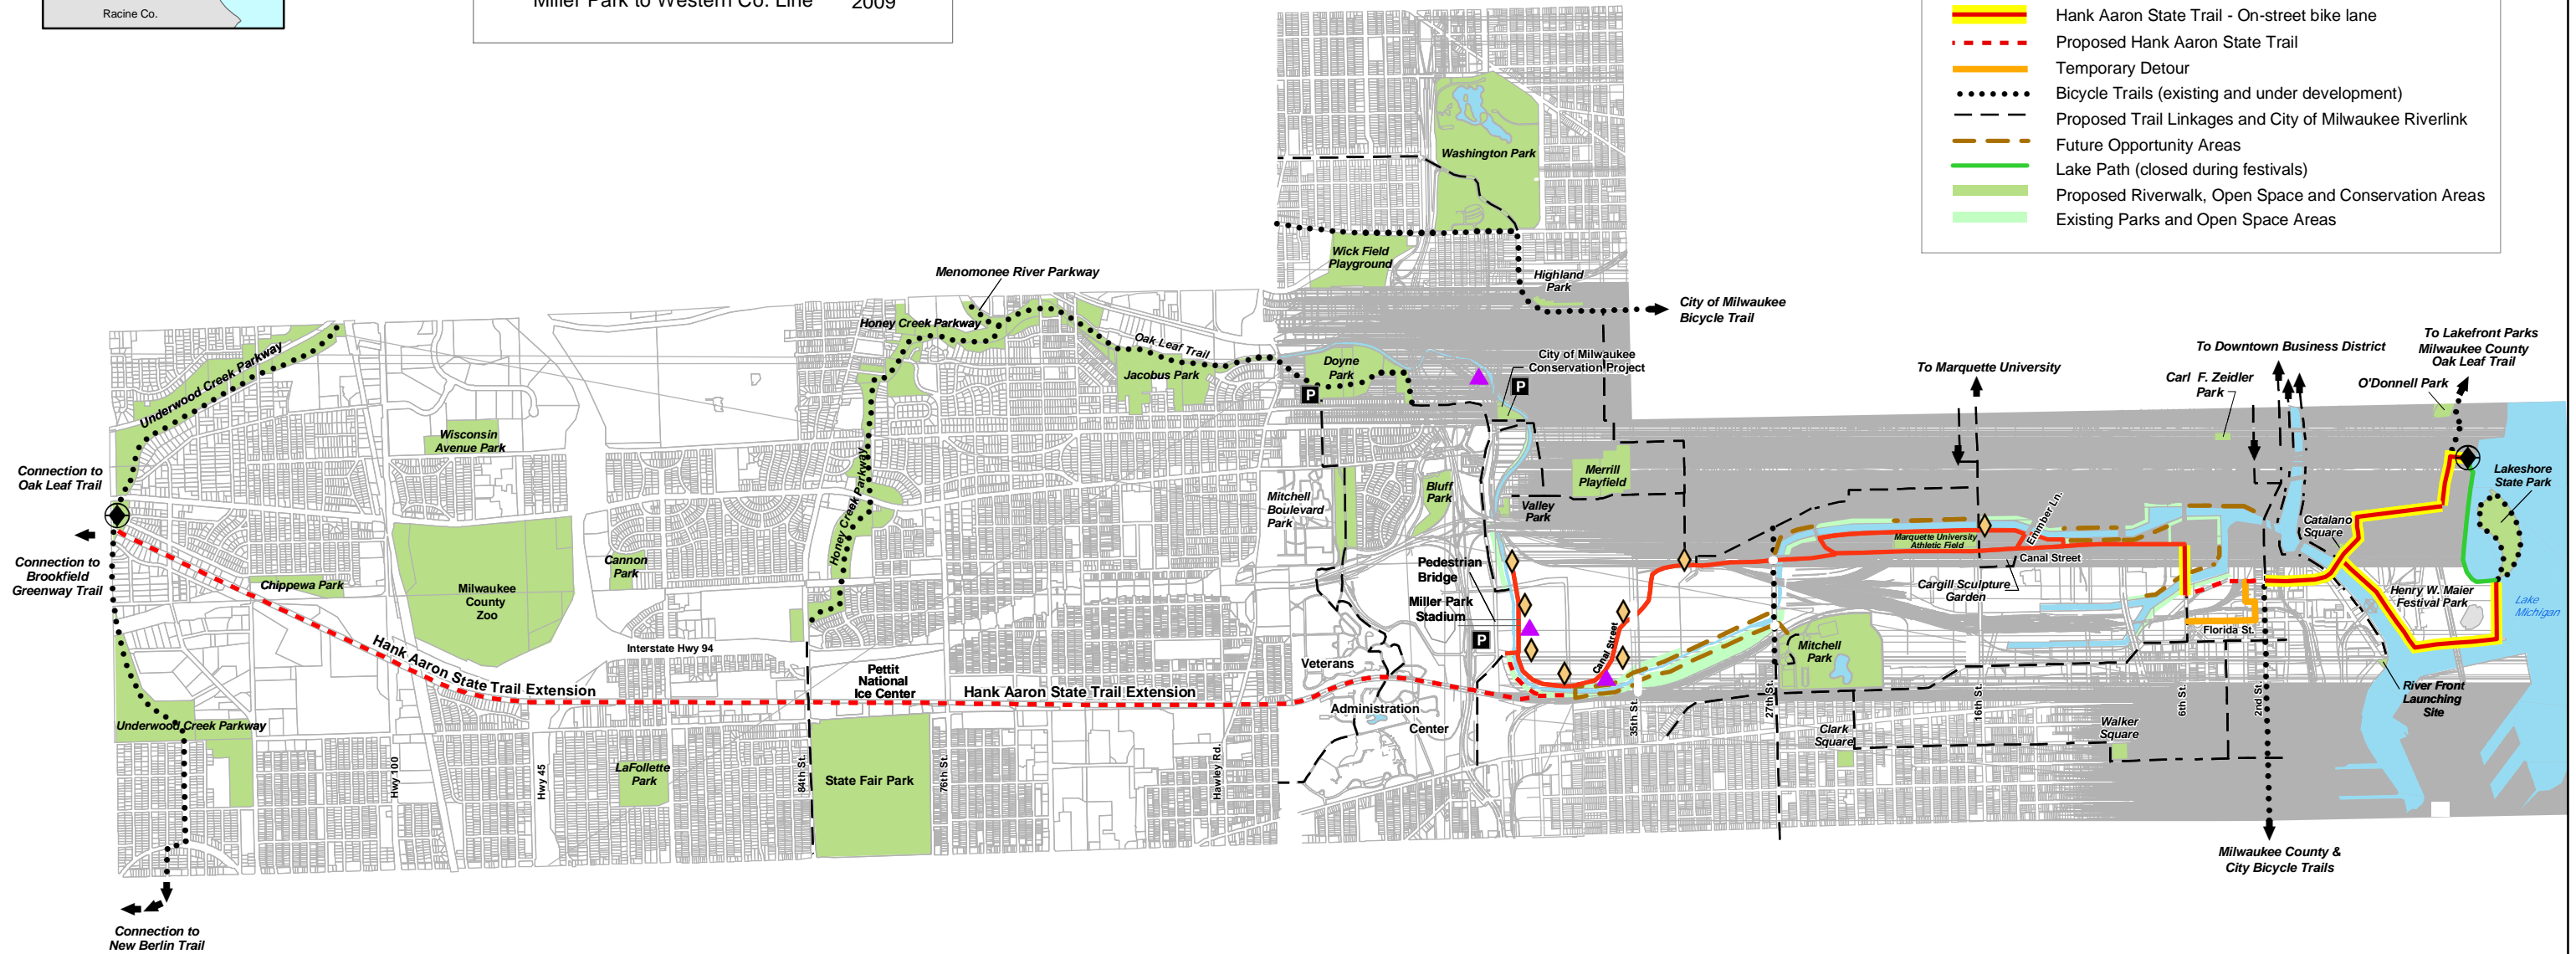 Racine Co.
Miller Park to Western Co. Line 2009
Hank Aaron State Trail - On-street bike lane
Proposed Hank Aaron State Trail
Temporary Detour
Bicycle Trails (existing and under development)
Proposed Trail Linkages and City of Milwaukee Riverlink
Future Opportunity Areas
Lake Path (closed during festivals)
Proposed Riverwalk, Open Space and Conservation Areas
Existing Parks and Open Space Areas
Washington Park
Wick Field
Playground
Highland
Park
City of Milwaukee
Bicycle Trail
Menomonee River Parkway
Honey Creek Parkway
Oak Leaf Trail
Jacobus Park
Doyne
Park
P
City of Milwaukee
Conservation Project
P
To Marquette University
To Downtown Business District
To Lakefront Parks
Milwaukee County
Oak Leaf Trail
Carl F. Zeidler
Park
O'Donnell Park
Underwood Creek Parkway
Wisconsin
Avenue Park
Honey Creek Parkway
Honey Creek Parkway
Connection to
Oak Leaf Trail
Connection to
Brookfield
Greenway Trail
Chippewa Park
Milwaukee
County
Zoo
Cannon
Park
Mitchell
Boulevard
Park
Bluff
Park
Merrill
Playfield
Valley
Park
Lakeshore
State Park
Catalano
Square
Emmber Ln.
Marquette University
Athletic Field
Canal Street
Cargill Sculpture
Garden
Pedestrian
Bridge
Miller Park
Stadium
P
Canal Street
Henry W. Maier
Festival Park
Lake
Michigan
Florida St.
Mitchell
Park
Interstate Hwy 94
Hank Aaron State Trail Extension
Pettit
National
Ice Center
Hank Aaron State Trail Extension
Veterans
Administration
Center
River Front
Launching
Site
Underwood Creek Parkway
Hwy 100
Hwy 45
LaFollette
Park
84th St.
State Fair Park
76th St.
Hawley Rd.
35th St.
27th St.
Clark
Square
16th St.
Walker
Square
6th St.
2nd St.
Milwaukee County &
City Bicycle Trails
Connection to
New Berlin Trail